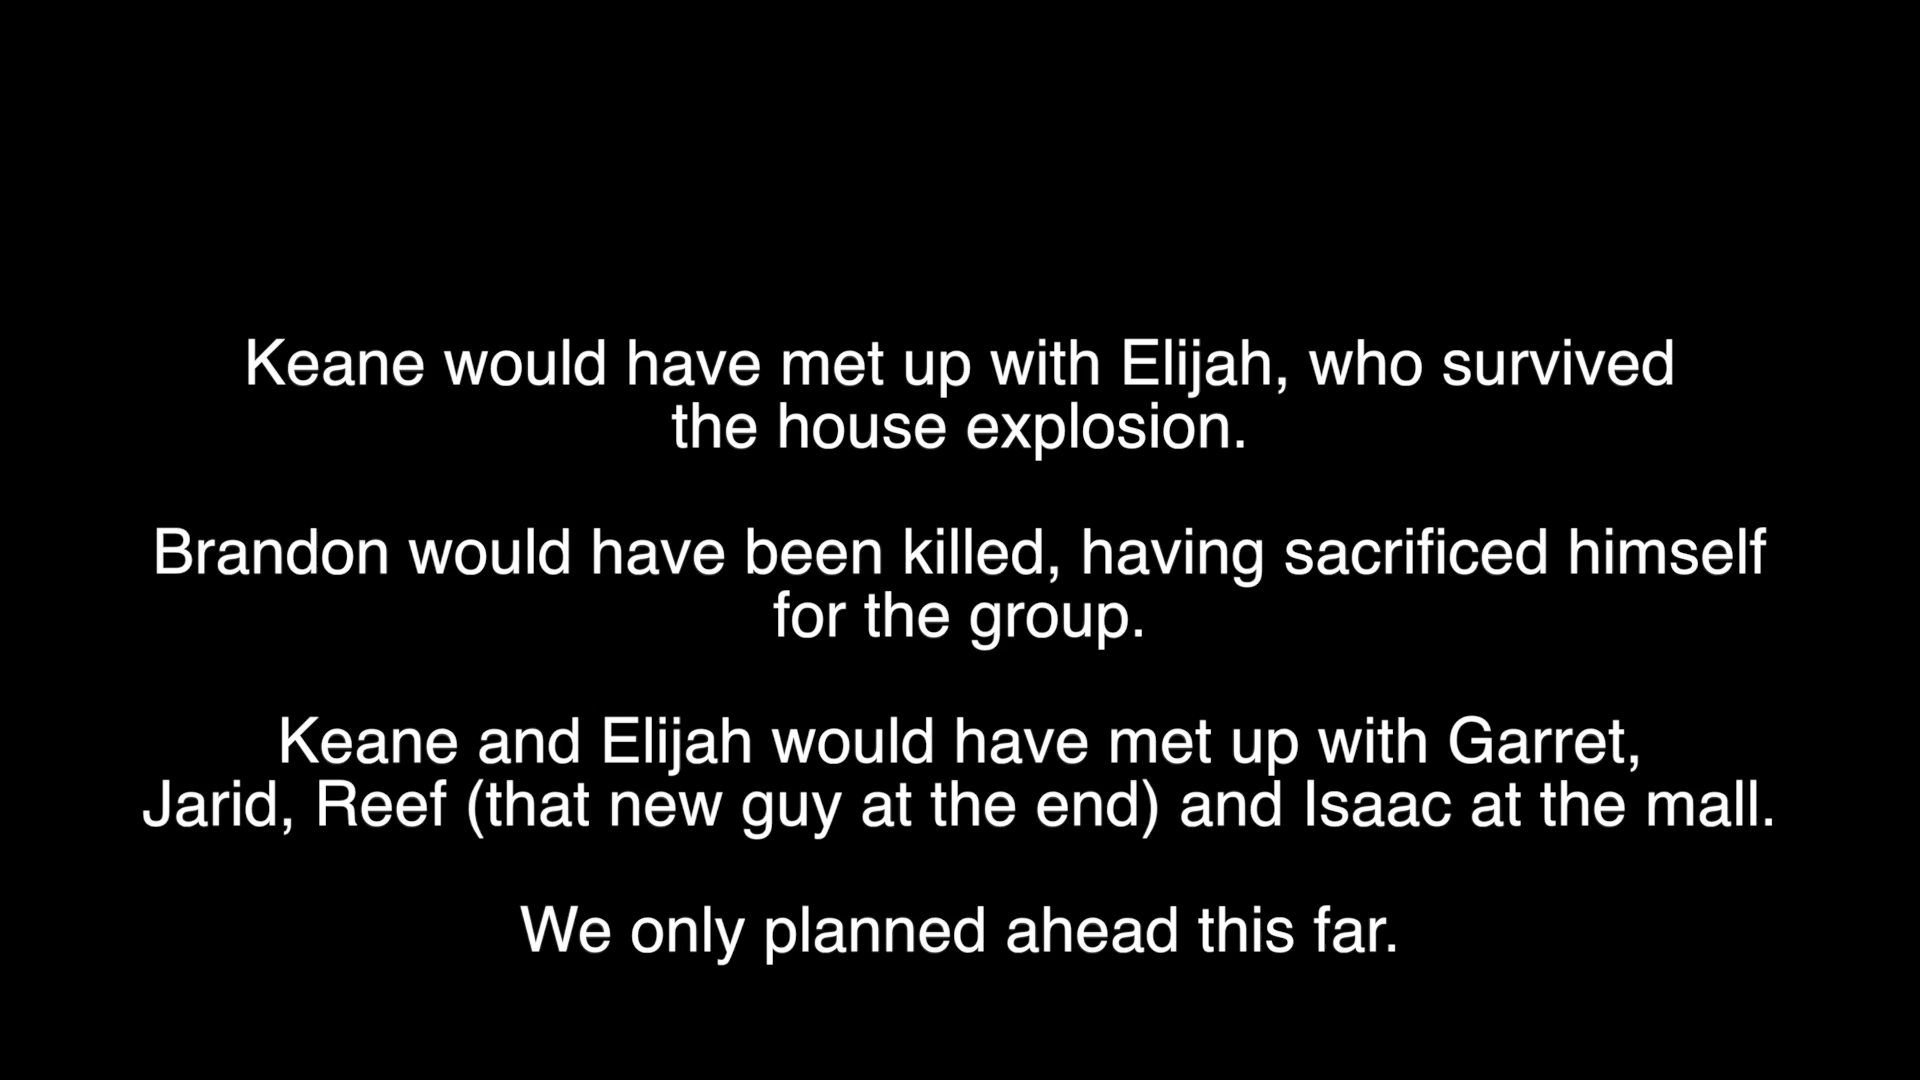 Keane would have met up with Elijah, who survived
the house explosion.
Brandon would have been killed, having sacrificed himself
for the group.
Keane and Elijah would have met up with Garret,
Jarid, Reef (that new guy at the end) and Isaac at the mall.
We only planned ahead this far.